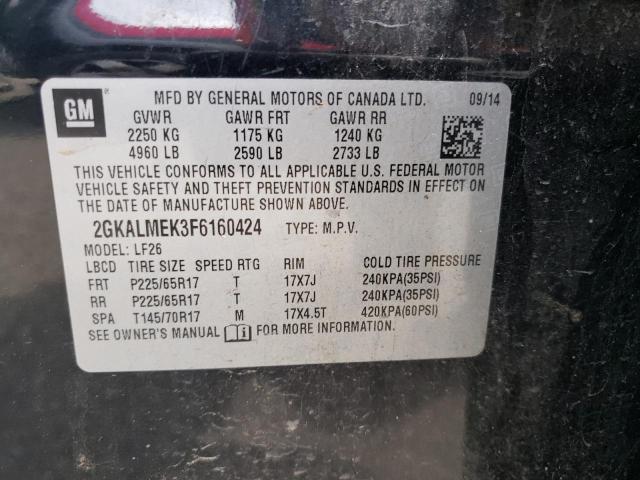 GM MFD BY GENERAL MOTORS OF CANADA LTD. 09/14
GVWR GAWR FRT GAWR RR
2250 KG 1175 KG 1240 KG
4960 LB 2590 LB 2733 LB
THIS VEHICLE CONFORMS TO ALL APPLICABLE U.S. FEDERAL MOTOR
VEHICLE SAFETY AND THEFT PREVENTION STANDARDS IN EFFECT ON
THE DATE OF MANUFACTURE SHOWN ABOVE.
2GKALMEK3F6160424 TYPE: M.P.V.
MODEL: LF26
LBCD TIRE SIZE SPEED RTG RIM COLD TIRE PRESSURE
FRT P225/65R17 T 17X7J 240KPA(35PSI)
RR P225/65R17 T 17X7J 240KPA(35PSI)
SPA T145/70R17 M 17X4.5T 420KPA(60PSI)
SEE OWNER'S MANUAL FOR MORE INFORMATION.